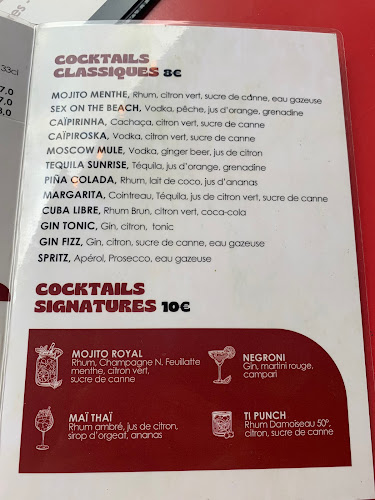 33cl
7,0
7,0
3,0
COCKTAILS
CLASSIQUES 8€
MOJITO MENTHE, Rhum, citron vert, sucre de canne, eau gazeuse
SEX ON THE BEACH, Vodka, pêche, jus d'orange, grenadine
CAÏPIRINHA, Cachaça, citron vert, sucre de canne
CAÏPIROSKA, Vodka, citron vert, sucre de canne
MOSCOW MULE, Vodka, ginger beer, jus de citron
TEQUILA SUNRISE, Téquila, jus d'orange, grenadine
PIÑA COLADA, Rhum, lait de coco, jus d'ananas
MARGARITA, Cointreau, Téquila, jus de citron vert, sucre de canne
CUBA LIBRE, Rhum Brun, citron vert, coca-cola
GIN TONIC, Gin, citron, tonic
GIN FIZZ, Gin, citron, sucre de canne, eau gazeuse
SPRITZ, Apérol, Prosecco, eau gazeuse
COCKTAILS
SIGNATURES 10€
MOJITO ROYAL
Rhum, Champagne N. Feuillatte
menthe, citron vert,
sucre de canne
NEGRONI
Gin, martini rouge,
campari
MAÏ THAÏ
Rhum ambré, jus de citron,
sirop d'orgeat, ananas
TI PUNCH
Rhum Damoiseau 50°,
citron, sucre de canne